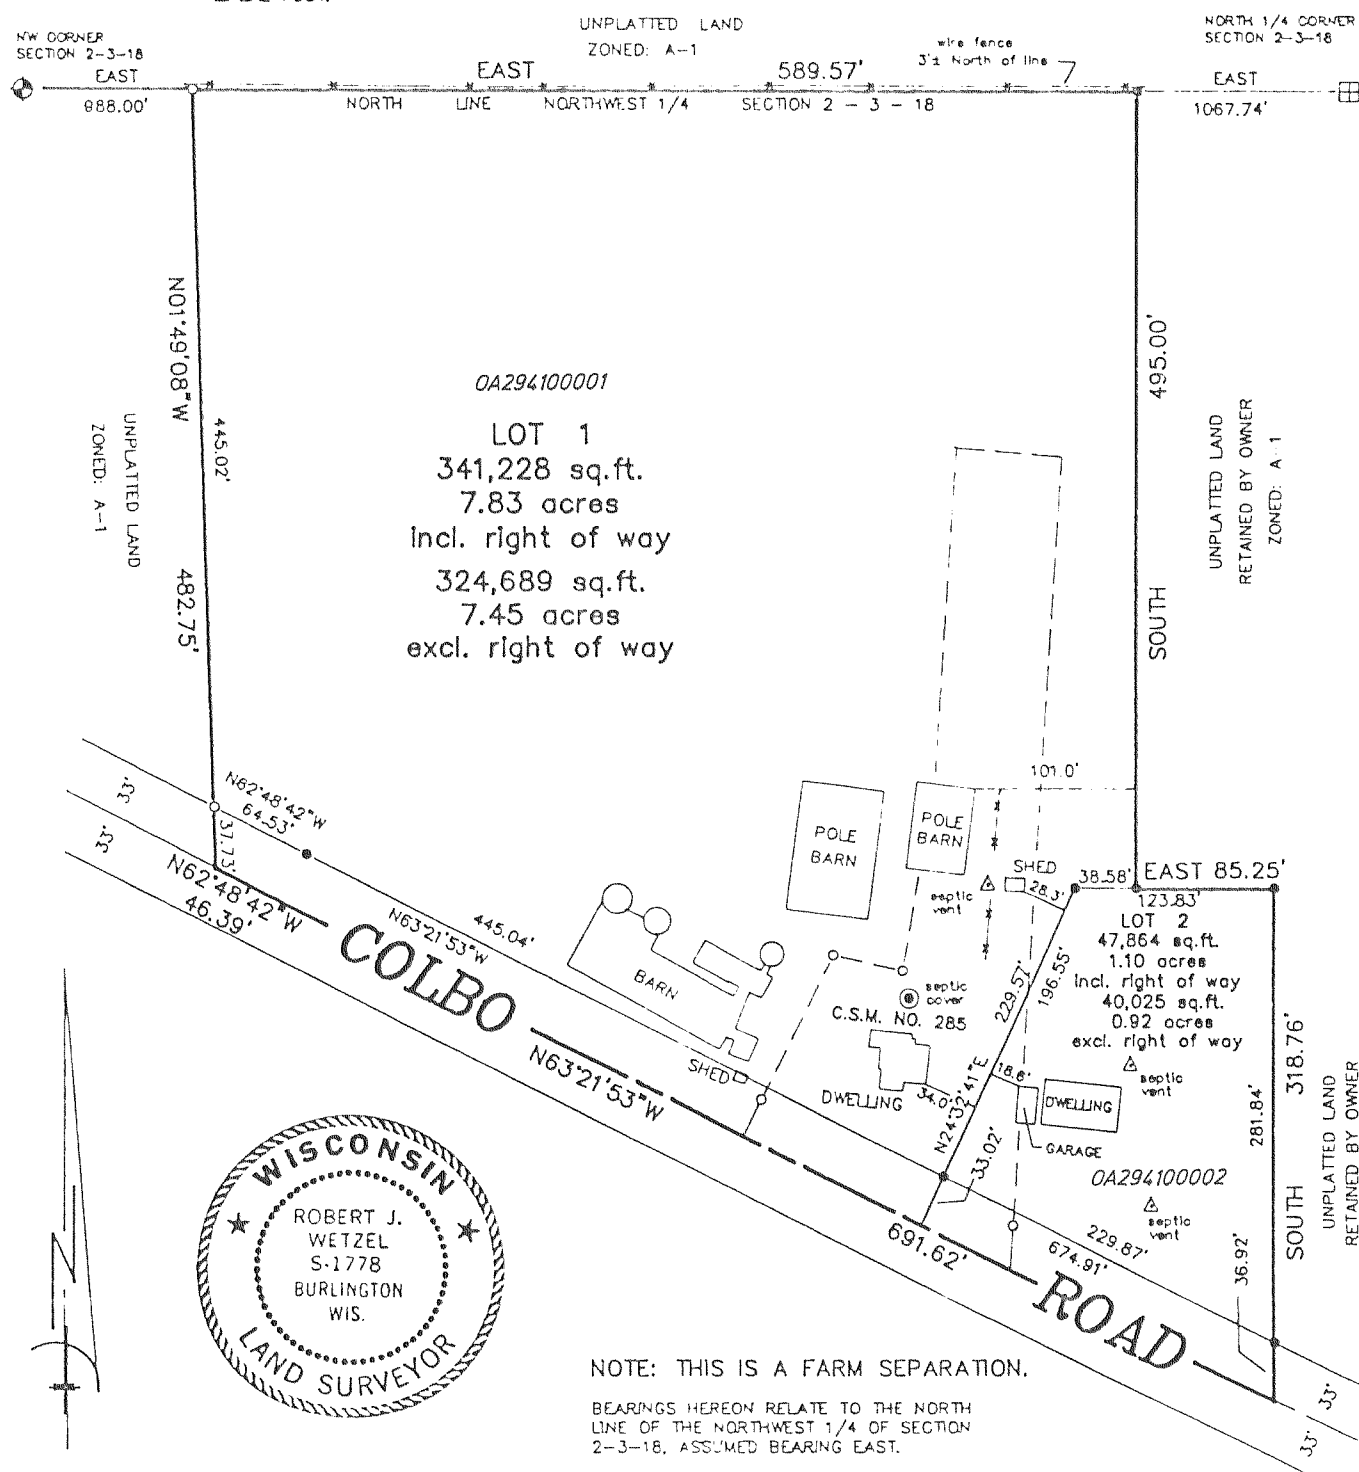 UNPLATTED LAND
ZONED: A-1
NW CORNER
SECTION 2-3-18
NORTH 1/4 CORNER
SECTION 2-3-18
wire fence
3'± North of line
EAST
888.00'
EAST
589.57'
EAST
1067.74'
NORTH LINE NORTHWEST 1/4 SECTION 2 - 3 - 18
N01°49'08"W
445.02'
482.75'
UNPLATTED LAND
ZONED: A-1
0A294100001
LOT 1
341,228 sq.ft.
7.83 acres
incl. right of way
324,689 sq.ft.
7.45 acres
excl. right of way
495.00'
SOUTH
UNPLATTED LAND
RETAINED BY OWNER
ZONED: A-1
101.0'
POLE
BARN
POLE
BARN
SHED
septic
vent
28.3'
38.58'
EAST 85.25'
123.83'
LOT 2
47,864 sq.ft.
1.10 acres
incl. right of way
40,025 sq.ft.
0.92 acres
excl. right of way
septic
vent
33'
33'
N62°48'42"W
64.53'
37.73'
N62°48'42"W
46.39'
N63°21'53"W
445.04'
COLBO
BARN
SHED
N63°21'53"W
septic
cover
C.S.M. NO. 285
DWELLING
34.0'
229.57'
196.55'
N24°32'41"E
33.02'
18.6'
DWELLING
GARAGE
0A294100002
septic
vent
318.76'
281.84'
SOUTH
UNPLATTED LAND
RETAINED BY OWNER
36.92'
229.87'
674.91'
691.62'
ROAD
33'
33'
WISCONSIN
ROBERT J.
WETZEL
S-1778
BURLINGTON
WIS.
LAND SURVEYOR
N
NOTE: THIS IS A FARM SEPARATION.
BEARINGS HEREON RELATE TO THE NORTH
LINE OF THE NORTHWEST 1/4 OF SECTION
2-3-18, ASSUMED BEARING EAST.